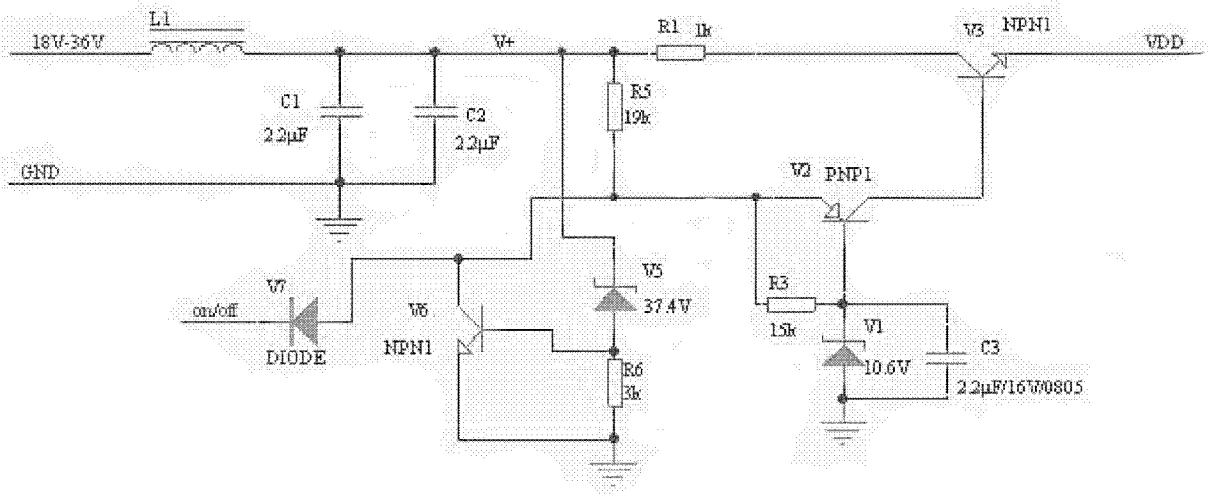 L1
18V-36V
V+
R1 1k
V3
NPN1
VDD
C1
2.2μF
C2
2.2μF
R5
19k
GND
V2
PNP1
V7
on/off
DIODE
V6
NPN1
V5
37.4V
R3
15k
V1
10.6V
C3
2.2μF/16V/0805
R6
3k